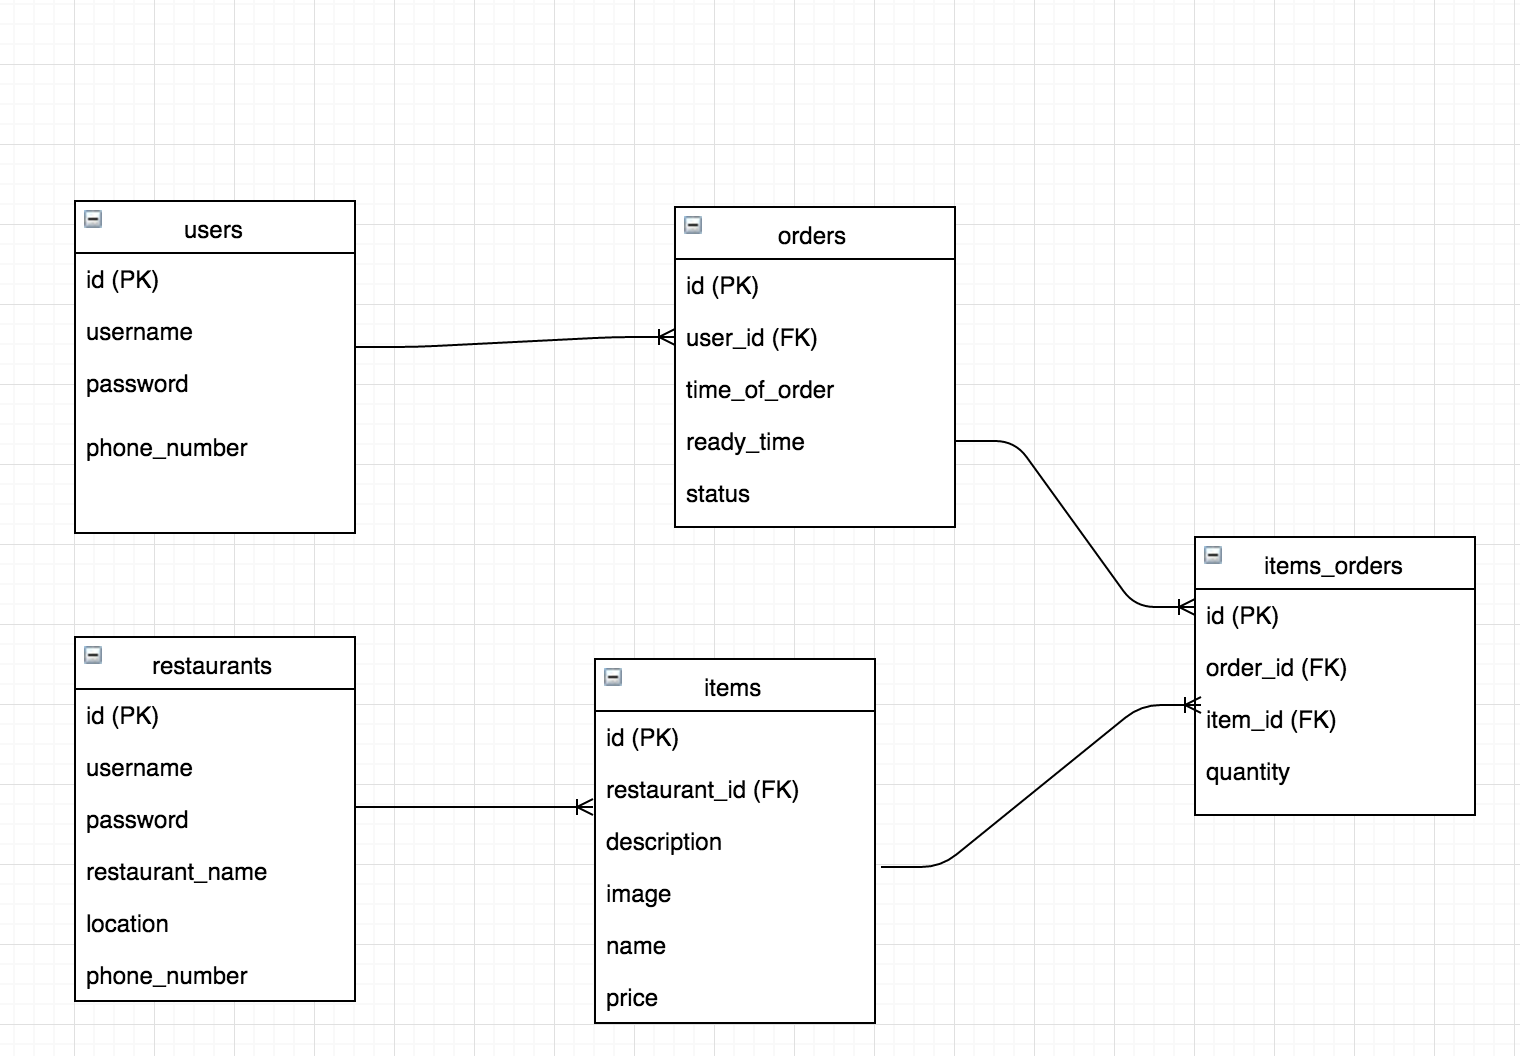 users
id (PK)
username
password
phone_number
orders
id (PK)
user_id (FK)
time_of_order
ready_time
status
restaurants
id (PK)
username
password
restaurant_name
location
phone_number
items
id (PK)
restaurant_id (FK)
description
image
name
price
items_orders
id (PK)
order_id (FK)
item_id (FK)
quantity